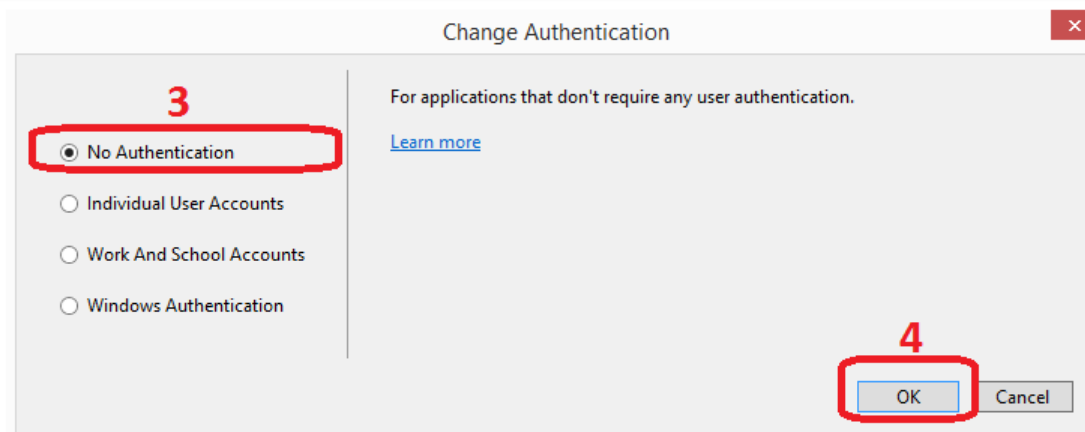 Change Authentication
×
3
For applications that don't require any user authentication.
Learn more
No Authentication
Individual User Accounts
Work And School Accounts
Windows Authentication
4
OK
Cancel